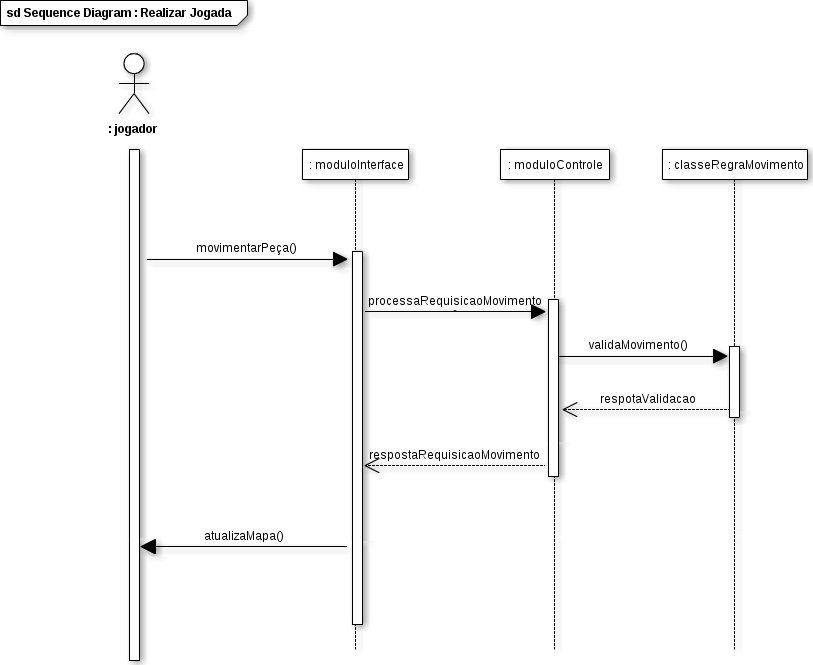 sd Sequence Diagram : Realizar Jogada
: jogador
: moduloInterface
: moduloControle
: classeRegraMovimento
movimentarPeça()
processaRequisicaoMovimento
validaMovimento()
respotaValidacao
respostaRequisicaoMovimento
atualizaMapa()